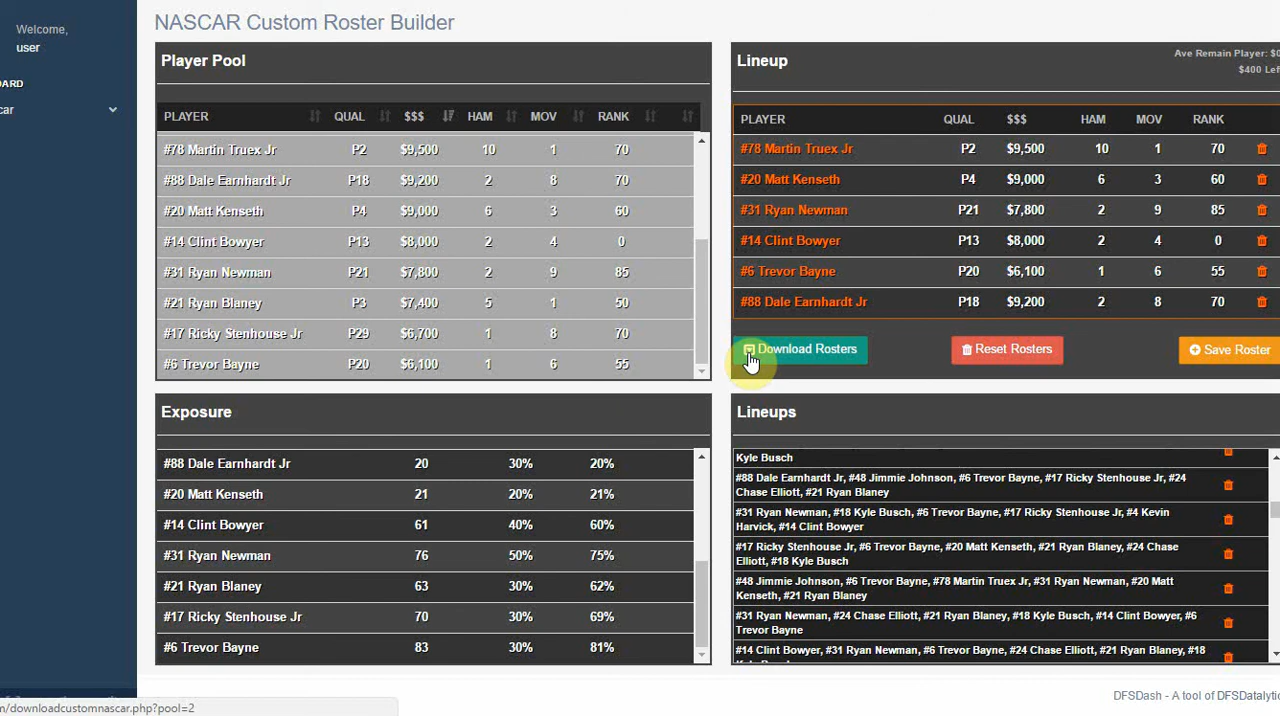 Welcome,
user
NASCAR Custom Roster Builder
Player Pool
PLAYER QUAL $$$ HAM MOV RANK
#78 Martin Truex Jr P2 $9,500 10 1 70
#88 Dale Earnhardt Jr P18 $9,200 2 8 70
#20 Matt Kenseth P4 $9,000 6 3 60
#14 Clint Bowyer P13 $8,000 2 4 0
#31 Ryan Newman P21 $7,800 2 9 85
#21 Ryan Blaney P3 $7,400 5 1 50
#17 Ricky Stenhouse Jr P29 $6,700 1 8 70
#6 Trevor Bayne P20 $6,100 1 6 55
Lineup
Ave Remain Player: $0
$400 Lef
PLAYER QUAL $$$ HAM MOV RANK
#78 Martin Truex Jr P2 $9,500 10 1 70
#20 Matt Kenseth P4 $9,000 6 3 60
#31 Ryan Newman P21 $7,800 2 9 85
#14 Clint Bowyer P13 $8,000 2 4 0
#6 Trevor Bayne P20 $6,100 1 6 55
#88 Dale Earnhardt Jr P18 $9,200 2 8 70
Download Rosters Reset Rosters Save Roster
Exposure
#88 Dale Earnhardt Jr 20 30% 20%
#20 Matt Kenseth 21 20% 21%
#14 Clint Bowyer 61 40% 60%
#31 Ryan Newman 76 50% 75%
#21 Ryan Blaney 63 30% 62%
#17 Ricky Stenhouse Jr 70 30% 69%
#6 Trevor Bayne 83 30% 81%
Lineups
Kyle Busch
#88 Dale Earnhardt Jr, #48 Jimmie Johnson, #6 Trevor Bayne, #17 Ricky Stenhouse Jr, #24
Chase Elliott, #21 Ryan Blaney
#31 Ryan Newman, #18 Kyle Busch, #6 Trevor Bayne, #17 Ricky Stenhouse Jr, #4 Kevin
Harvick, #14 Clint Bowyer
#17 Ricky Stenhouse Jr, #6 Trevor Bayne, #20 Matt Kenseth, #21 Ryan Blaney, #24 Chase
Elliott, #18 Kyle Busch
#48 Jimmie Johnson, #6 Trevor Bayne, #78 Martin Truex Jr, #31 Ryan Newman, #20 Matt
Kenseth, #21 Ryan Blaney
#31 Ryan Newman, #24 Chase Elliott, #21 Ryan Blaney, #18 Kyle Busch, #14 Clint Bowyer, #6
Trevor Bayne
#14 Clint Bowyer, #31 Ryan Newman, #6 Trevor Bayne, #24 Chase Elliott, #21 Ryan Blaney, #18
DFSDash - A tool of DFSDatalytic
m/downloadcustomnascar.php?pool=2